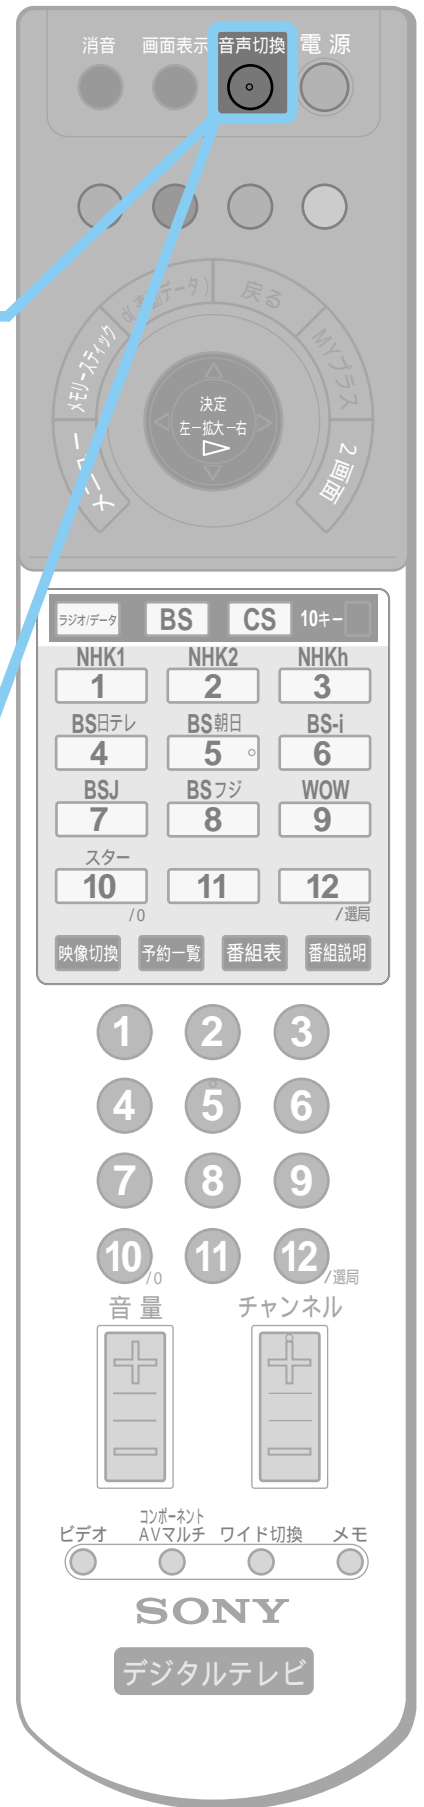 消音 画面表示 音声切換 電源
メモリースティック d(連動データ) 戻る MYプラス
メニュー 2画面
決定
左ー拡大ー右
ラジオ/データ BS CS 10キー
NHK1 NHK2 NHKh
1 2 3
BS日テレ BS朝日 BS-i
4 5 6
BSJ BSフジ WOW
7 8 9
スター
10 11 12
/0 /選局
映像切換 予約一覧 番組表 番組説明
1 2 3
4 5 6
7 8 9
10/0 11 12/選局
音量 チャンネル
コンポーネント
ビデオ AVマルチ ワイド切換 メモ
SONY
デジタルテレビ